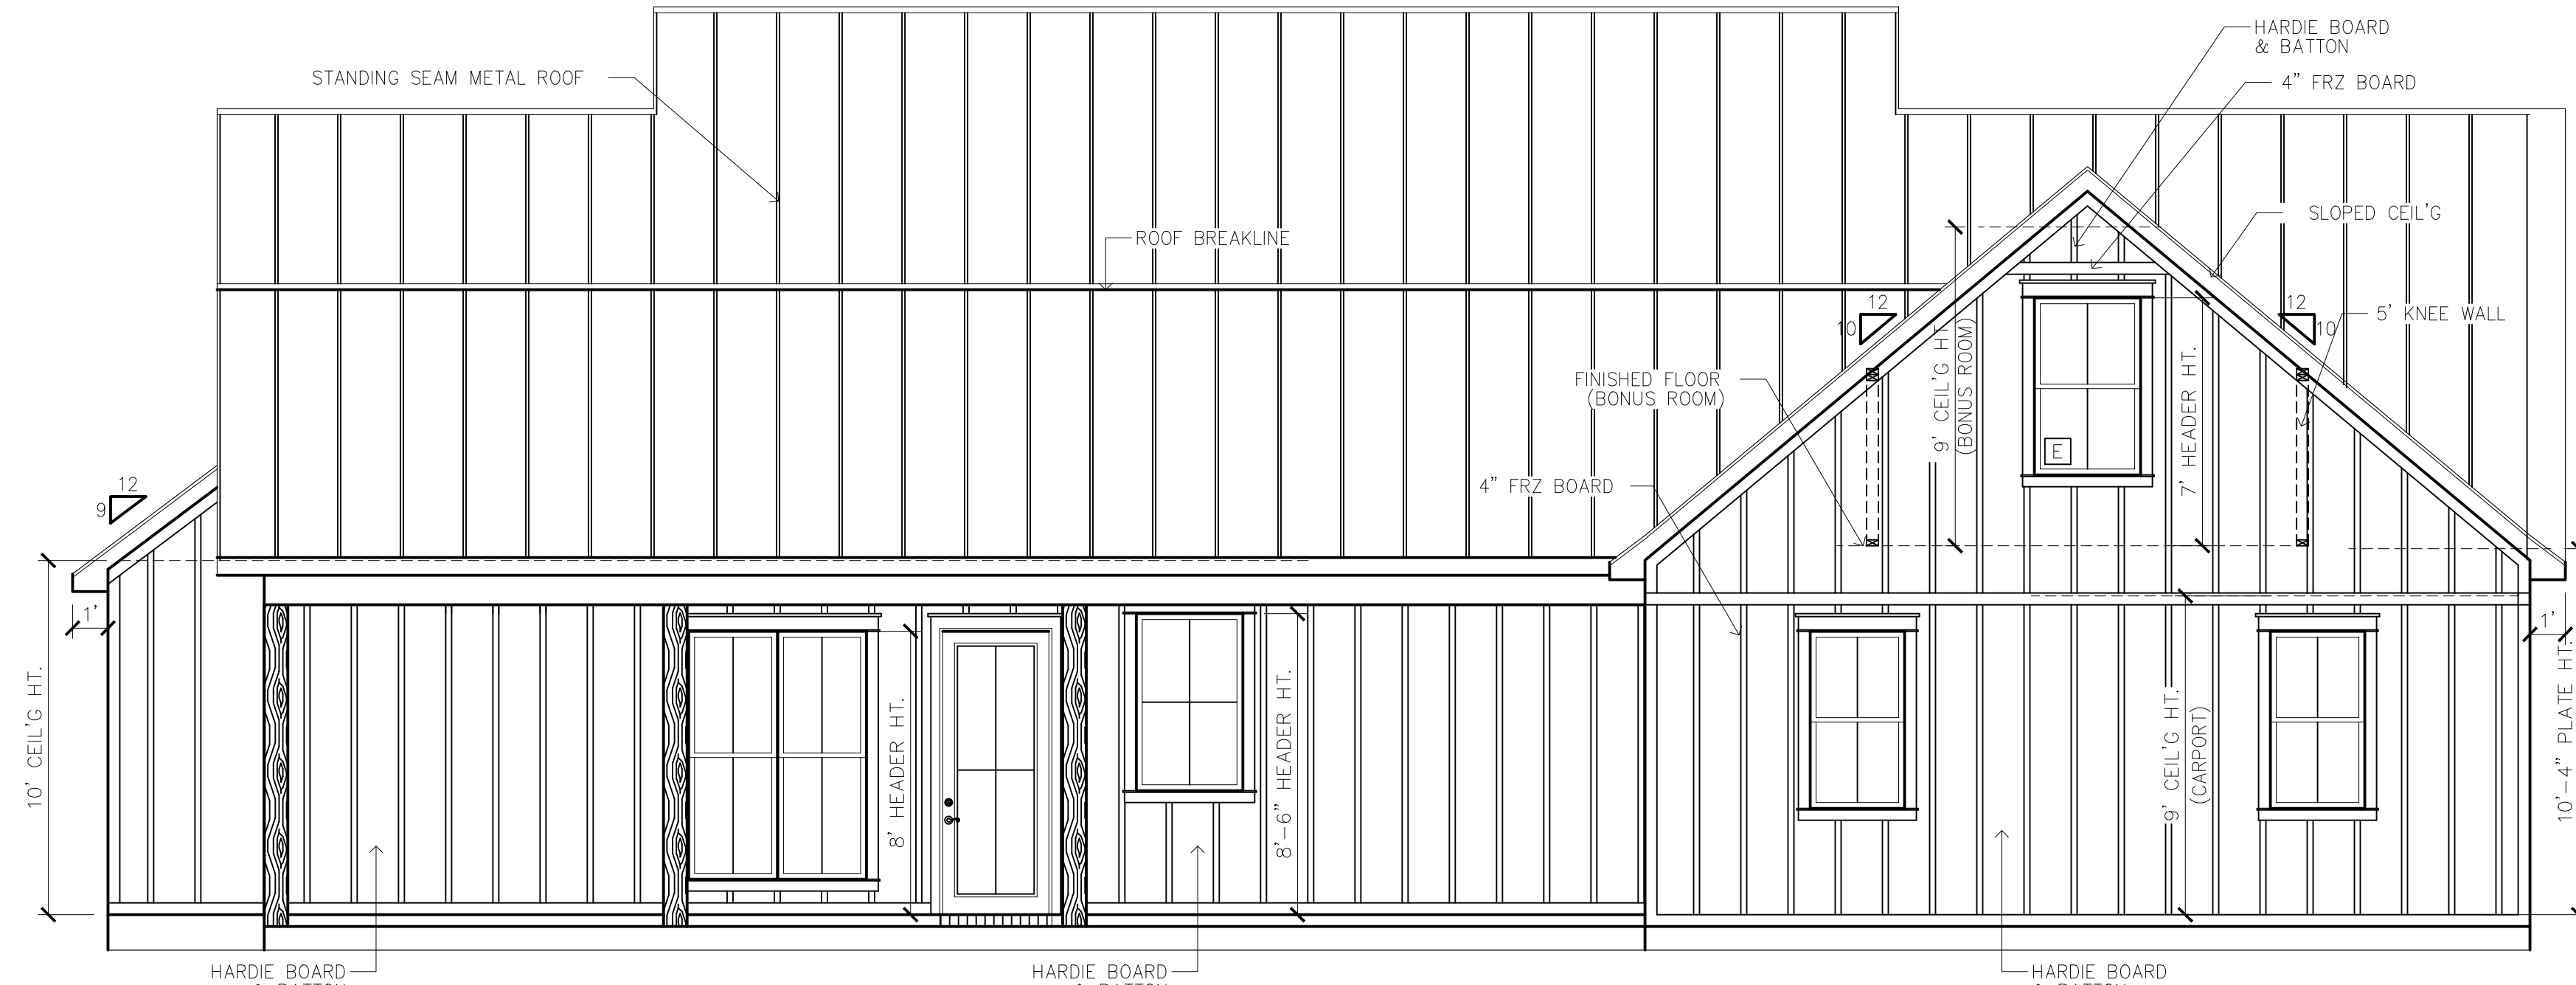 HARDIE BOARD
& BATTON
4" FRZ BOARD
STANDING SEAM METAL ROOF
SLOPED CEIL'G
ROOF BREAKLINE
12
10
12
10
5' KNEE WALL
9' CEIL'G HT.
(BONUS ROOM)
7' HEADER HT.
FINISHED FLOOR
(BONUS ROOM)
E
4" FRZ BOARD
12
9
1'
1'
10' CEIL'G HT.
8' HEADER HT.
8'-6" HEADER HT.
9' CEIL'G HT.
(CARPORT)
10'-4" PLATE HT.
HARDIE BOARD
& BATTON
HARDIE BOARD
& BATTON
HARDIE BOARD
& BATTON